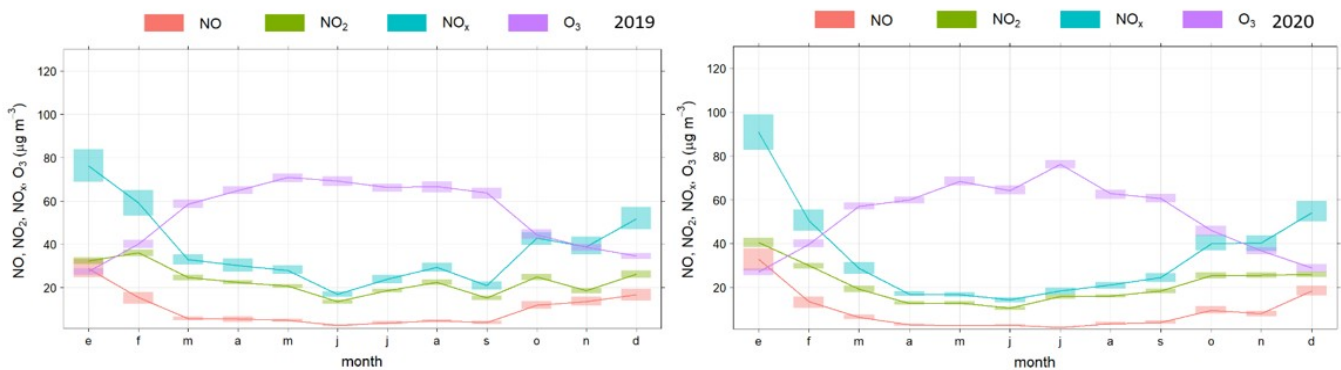 NO NO₂ NOₓ O₃ 2019
NO, NO₂, NOₓ, O₃ (µg m⁻³)
120
100
80
60
40
20
e f m a m j j a s o n d
month
NO NO₂ NOₓ O₃ 2020
NO, NO₂, NOₓ, O₃ (µg m⁻³)
120
100
80
60
40
20
e f m a m j j a s o n d
month